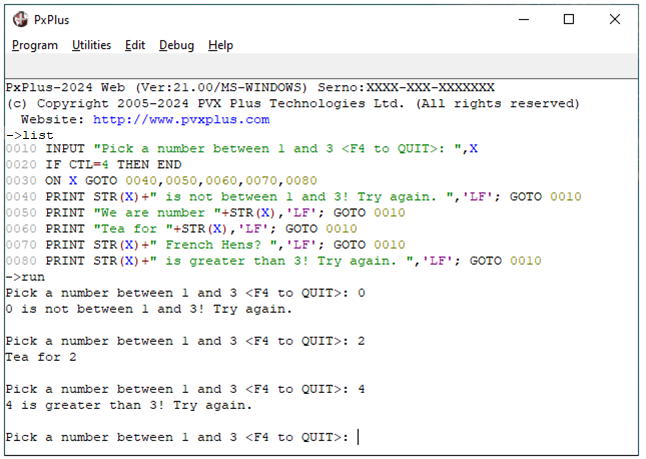 PxPlus
Program Utilities Edit Debug Help
PxPlus-2024 Web (Ver:21.00/MS-WINDOWS) Serno:XXXX-XXX-XXXXXXX
(c) Copyright 2005-2024 PVX Plus Technologies Ltd. (All rights reserved)
Website: http://www.pvxplus.com
->list
0010 INPUT "Pick a number between 1 and 3 <F4 to QUIT>: ",X
0020 IF CTL=4 THEN END
0030 ON X GOTO 0040,0050,0060,0070,0080
0040 PRINT STR(X)+" is not between 1 and 3! Try again. ",'LF'; GOTO 0010
0050 PRINT "We are number "+STR(X),'LF'; GOTO 0010
0060 PRINT "Tea for "+STR(X),'LF'; GOTO 0010
0070 PRINT STR(X)+" French Hens? ",'LF'; GOTO 0010
0080 PRINT STR(X)+" is greater than 3! Try again. ",'LF'; GOTO 0010
->run
Pick a number between 1 and 3 <F4 to QUIT>: 0
0 is not between 1 and 3! Try again.
Pick a number between 1 and 3 <F4 to QUIT>: 2
Tea for 2
Pick a number between 1 and 3 <F4 to QUIT>: 4
4 is greater than 3! Try again.
Pick a number between 1 and 3 <F4 to QUIT>: